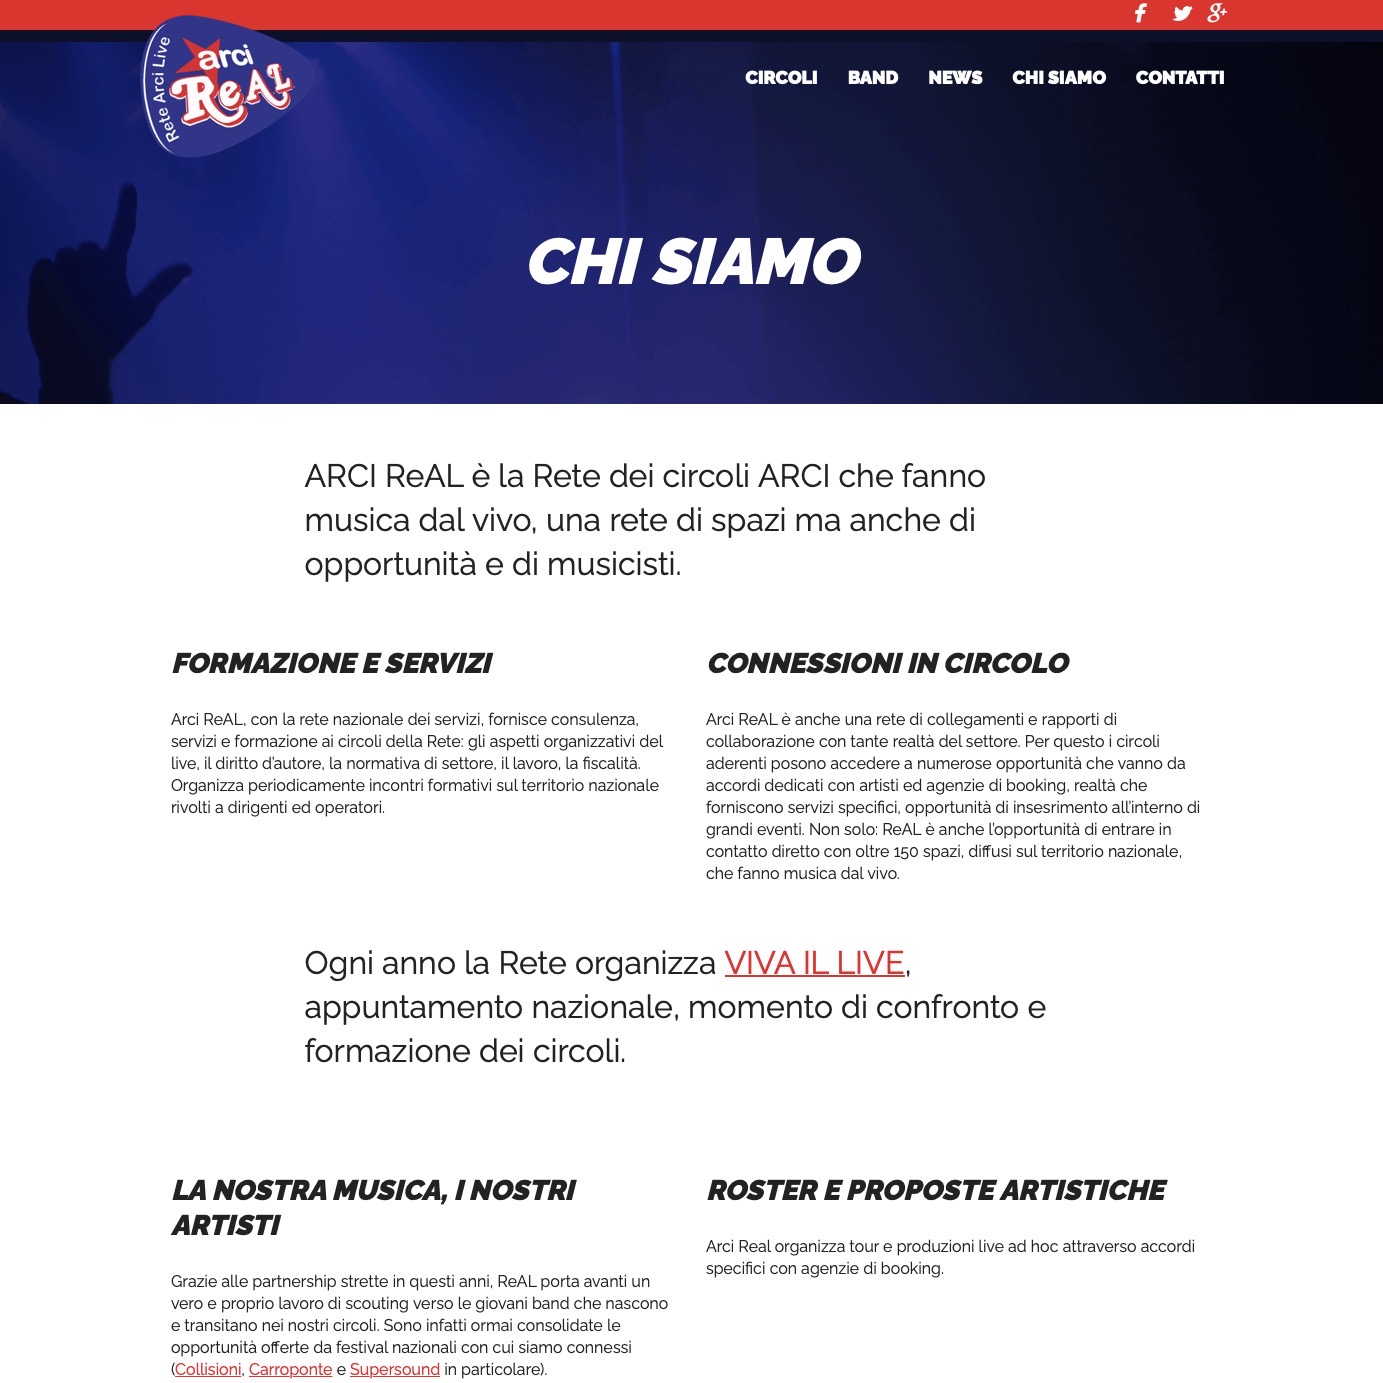 Rete Arci Live
arci
ReAL
CIRCOLI BAND NEWS CHI SIAMO CONTATTI
CHI SIAMO
ARCI ReAL è la Rete dei circoli ARCI che fanno
musica dal vivo, una rete di spazi ma anche di
opportunità e di musicisti.
FORMAZIONE E SERVIZI
Arci ReAL, con la rete nazionale dei servizi, fornisce consulenza,
servizi e formazione ai circoli della Rete: gli aspetti organizzativi del
live, il diritto d’autore, la normativa di settore, il lavoro, la fiscalità.
Organizza periodicamente incontri formativi sul territorio nazionale
rivolti a dirigenti ed operatori.
CONNESSIONI IN CIRCOLO
Arci ReAL è anche una rete di collegamenti e rapporti di
collaborazione con tante realtà del settore. Per questo i circoli
aderenti posono accedere a numerose opportunità che vanno da
accordi dedicati con artisti ed agenzie di booking, realtà che
forniscono servizi specifici, opportunità di insesrimento all’interno di
grandi eventi. Non solo: ReAL è anche l’opportunità di entrare in
contatto diretto con oltre 150 spazi, diffusi sul territorio nazionale,
che fanno musica dal vivo.
Ogni anno la Rete organizza VIVA IL LIVE,
appuntamento nazionale, momento di confronto e
formazione dei circoli.
LA NOSTRA MUSICA, I NOSTRI
ARTISTI
Grazie alle partnership strette in questi anni, ReAL porta avanti un
vero e proprio lavoro di scouting verso le giovani band che nascono
e transitano nei nostri circoli. Sono infatti ormai consolidate le
opportunità offerte da festival nazionali con cui siamo connessi
(Collisioni, Carroponte e Supersound in particolare).
ROSTER E PROPOSTE ARTISTICHE
Arci Real organizza tour e produzioni live ad hoc attraverso accordi
specifici con agenzie di booking.